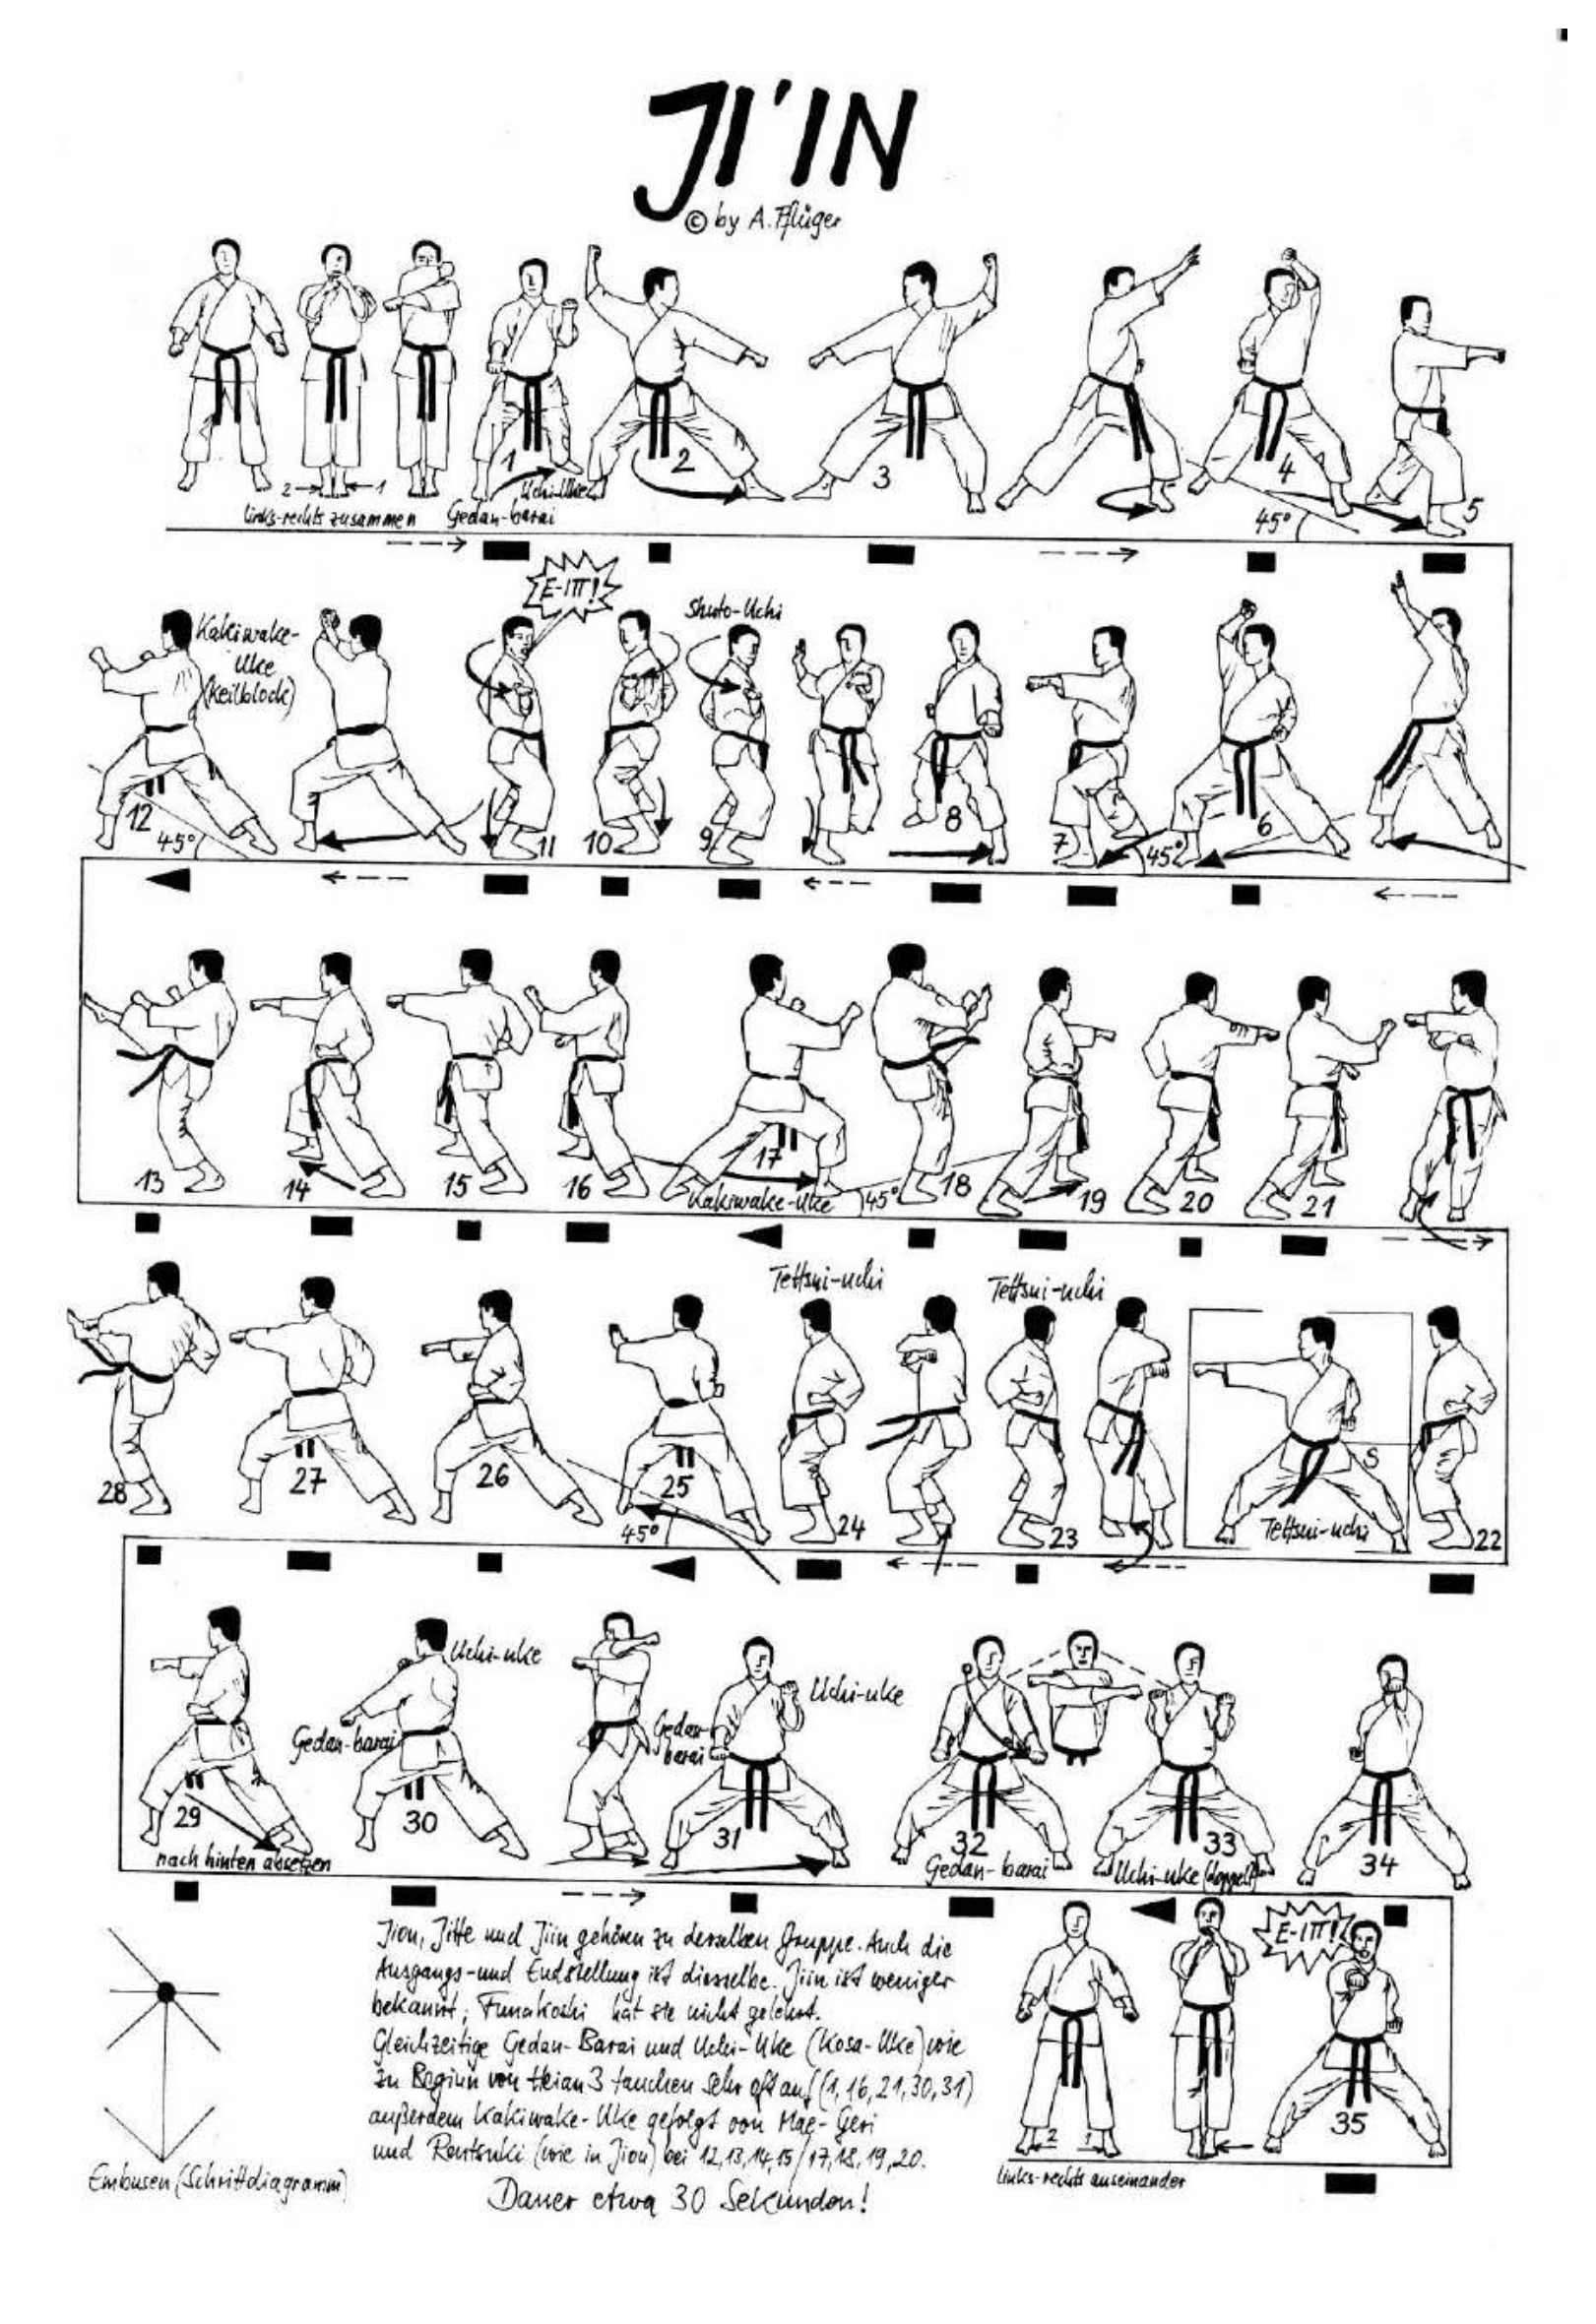 JI'IN
© by A. Pflüger
2 1
links-rechts zusammen
1
Uchi-Uke
Gedan-barai
2
3
4
45°
5
E-ITT!
Kakiwake-
Uke
(Keilblock)
Shuto-Uchi
12
45°
11
10
9
8
7
45°
6
13
14
15
16
17
Kakiwake-Uke
45°
18
19
20
21
Tettsui-uchi
Tettsui-uchi
28
27
26
25
45°
24
23
S
Tettsui-uchi
22
29
nach hinten absetzen
Uchi-uke
Gedan-barai
30
Gedan-
barai
Uchi-uke
31
32
Gedan-barai
33
Uchi-uke (doppelt)
34
Jion, Jitte und Jiin gehören zu derselben Gruppe. Auch die
Ausgangs- und Endstellung ist dieselbe. Jiin ist weniger
bekannt; Funakoshi hat sie nicht gelehrt.
Gleichzeitige Gedan-Barai und Uchi-Uke (Kosa-Uke) wie
zu Beginn von Heian 3 tauchen sehr oft auf (1, 16, 21, 30, 31)
außerdem Kakiwake-Uke gefolgt von Mae-Geri
und Rentsuki (wie in Jion) bei 12, 13, 14, 15 / 17, 18, 19, 20.
Dauer etwa 30 Sekunden!
Embusen (Schrittdiagramm)
2 1
links-rechts auseinander
E-ITT!
35